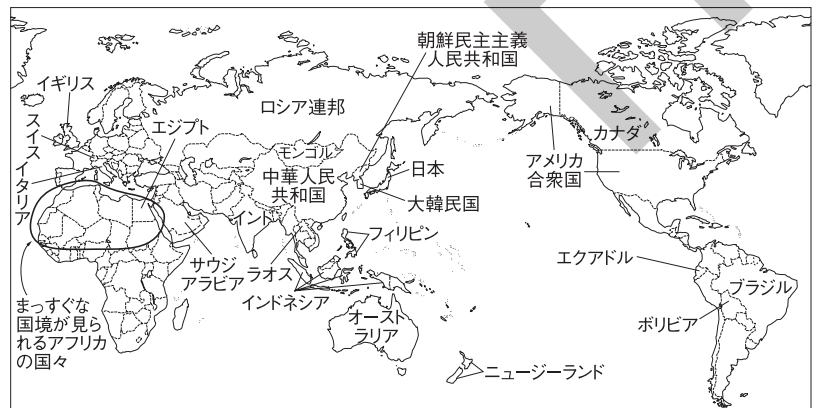 朝鮮民主主義
人民共和国
イギリス
ロシア連邦
スイス
エジプト
カナダ
イタリア
モンゴル
中華人民
共和国
日本
アメリカ
合衆国
大韓民国
インド
フィリピン
エクアドル
サウジ
アラビア
ラオス
ブラジル
インドネシア
まっすぐな
国境が見ら
れるアフリカ
の国々
オースト
ラリア
ボリビア
ニュージーランド